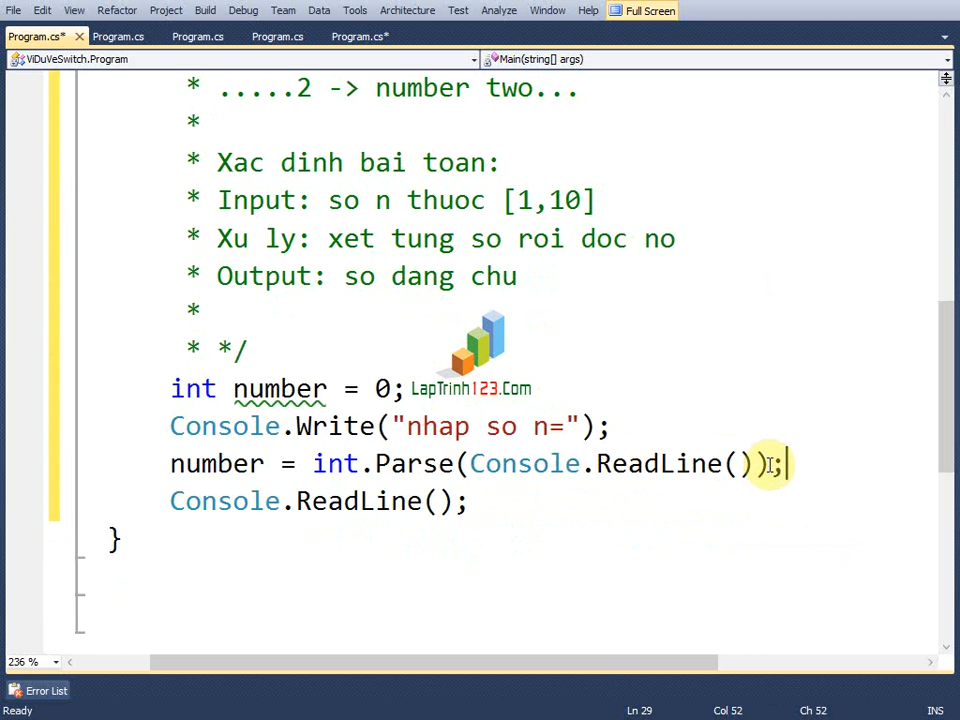 File Edit View Refactor Project Build Debug Team Data Tools Architecture Test Analyze Window Help Full Screen
Program.cs* Program.cs Program.cs Program.cs Program.cs*
ViDuVeSwitch.Program Main(string[] args)
* .....2 -> number two...
*
* Xac dinh bai toan:
* Input: so n thuoc [1,10]
* Xu ly: xet tung so roi doc no
* Output: so dang chu
*
* */
int number = 0;
LapTrinh123.Com
Console.Write("nhap so n=");
number = int.Parse(Console.ReadLine());
Console.ReadLine();
}
236 %
Error List
Ready Ln 29 Col 52 Ch 52 INS